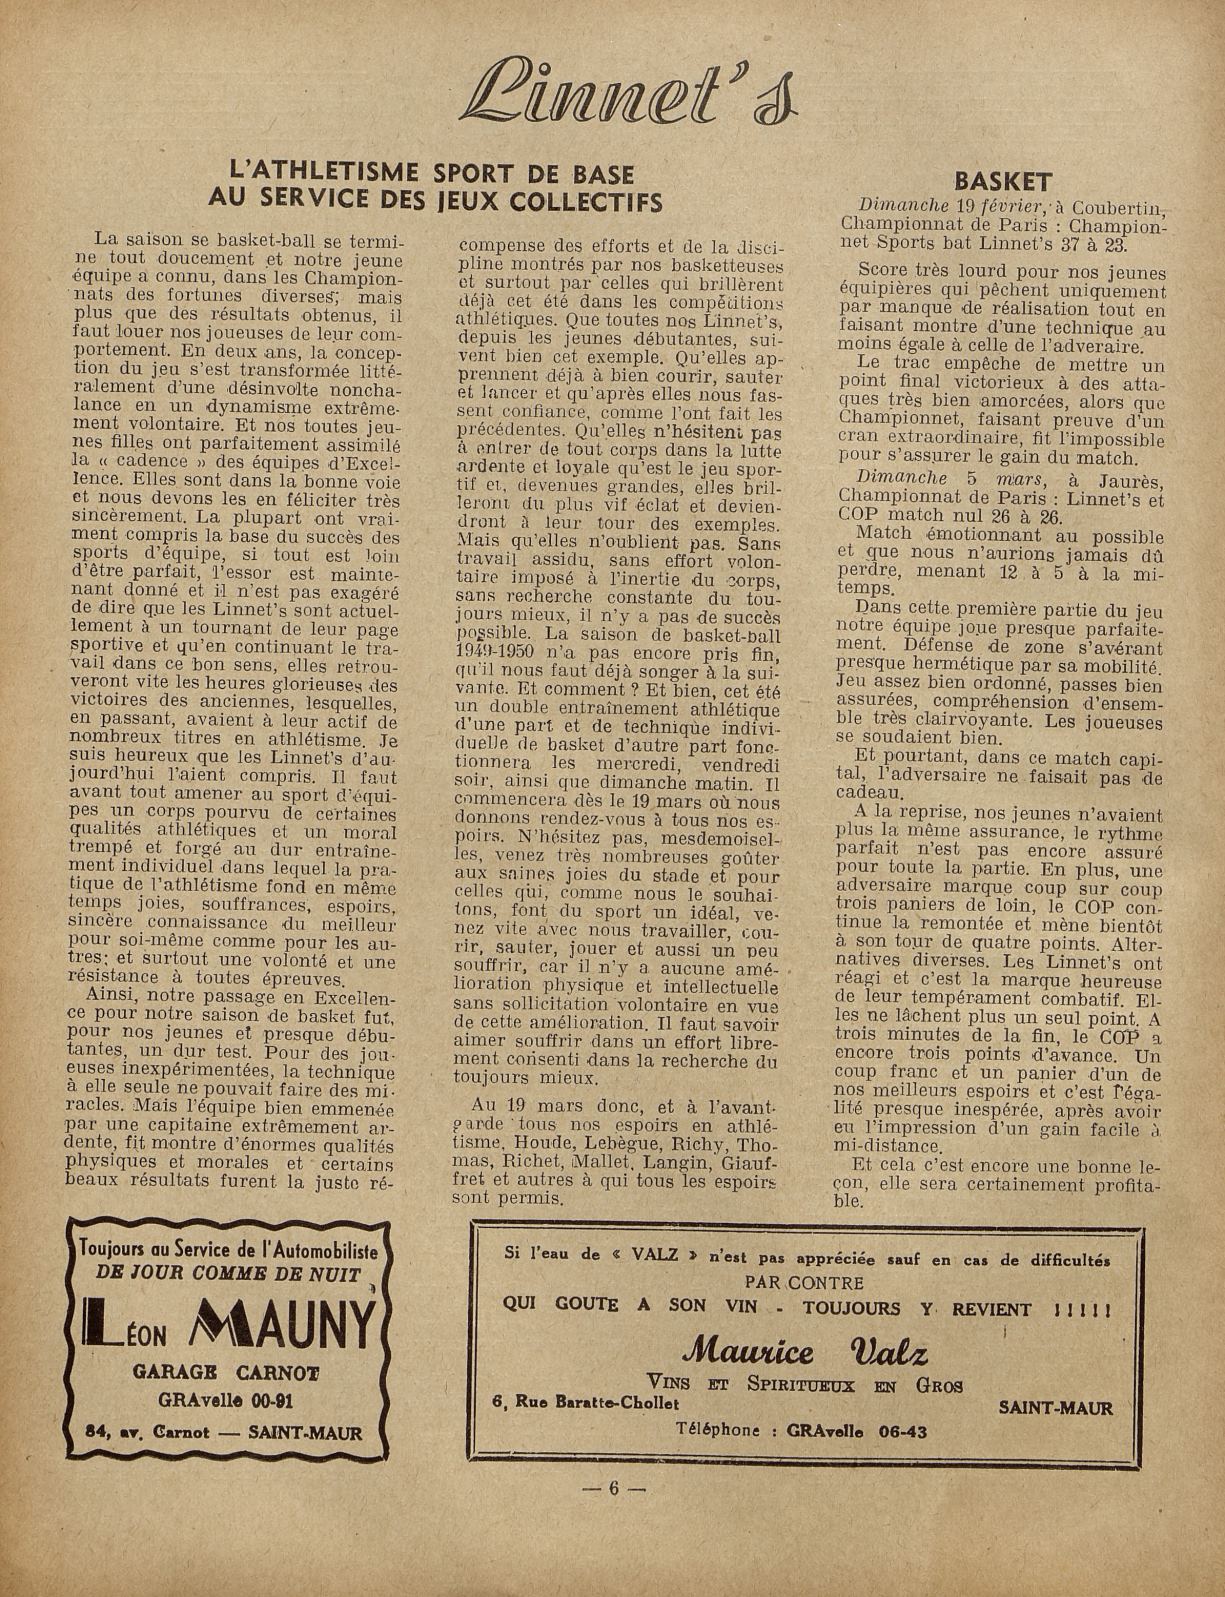 Linnet's
L'ATHLETISME SPORT DE BASE
AU SERVICE DES JEUX COLLECTIFS
La saison se basket-ball se termi-
ne tout doucement et notre jeune
équipe a connu, dans les Champion-
nats des fortunes diverses; mais
plus que des résultats obtenus, il
faut louer nos joueuses de leur com-
portement. En deux ans, la concep-
tion du jeu s'est transformée litté-
ralement d'une désinvolte noncha-
lance en un dynamisme extrême-
ment volontaire. Et nos toutes jeu-
nes filles ont parfaitement assimilé
la « cadence » des équipes d'Excel-
lence. Elles sont dans la bonne voie
et nous devons les en féliciter très
sincèrement. La plupart ont vrai-
ment compris la base du succès des
sports d'équipe, si tout est loin
d'être parfait, l'essor est mainte-
nant donné et il n'est pas exagéré
de dire que les Linnet's sont actuel-
lement à un tournant de leur page
sportive et qu'en continuant le tra-
vail dans ce bon sens, elles retrou-
veront vite les heures glorieuses des
victoires des anciennes, lesquelles,
en passant, avaient à leur actif de
nombreux titres en athlétisme. Je
suis heureux que les Linnet's d'au-
jourd'hui l'aient compris. Il faut
avant tout amener au sport d'équi-
pes un corps pourvu de certaines
qualités athlétiques et un moral
trempé et forgé au dur entraîne-
ment individuel dans lequel la pra-
tique de l'athlétisme fond en même
temps joies, souffrances, espoirs,
sincère connaissance du meilleur
pour soi-même comme pour les au-
tres; et surtout une volonté et une
résistance à toutes épreuves.
Ainsi, notre passage en Excellen-
ce pour notre saison de basket fut,
pour nos jeunes et presque débu-
tantes, un dur test. Pour des jou-
euses inexpérimentées, la technique
à elle seule ne pouvait faire des mi-
racles. Mais l'équipe bien emmenée
par une capitaine extrêmement ar-
dente, fit montre d'énormes qualités
physiques et morales et certains
beaux résultats furent la juste ré-
compense des efforts et de la disci-
pline montrés par nos basketteuses
et surtout par celles qui brillèrent
déjà cet été dans les compétitions
athlétiques. Que toutes nos Linnet's,
depuis les jeunes débutantes, sui-
vent bien cet exemple. Qu'elles ap-
prennent déjà à bien courir, sauter
et lancer et qu'après elles nous fas-
sent confiance, comme l'ont fait les
précédentes. Qu'elles n'hésitent pas
à entrer de tout corps dans la lutte
ardente et loyale qu'est le jeu spor-
tif et, devenues grandes, elles bril-
leront du plus vif éclat et devien-
dront à leur tour des exemples.
Mais qu'elles n'oublient pas. Sans
travail assidu, sans effort volon-
taire imposé à l'inertie du corps,
sans recherche constante du tou-
jours mieux, il n'y a pas de succès
possible. La saison de basket-ball
1949-1950 n'a pas encore pris fin,
qu'il nous faut déjà songer à la sui-
vante. Et comment ? Et bien, cet été
un double entraînement athlétique
d'une part et de technique indivi-
duelle de basket d'autre part fonc-
tionnera les mercredi, vendredi
soir, ainsi que dimanche matin. Il
commencera dès le 19 mars où nous
donnons rendez-vous à tous nos es-
poirs. N'hésitez pas, mesdemoisel-
les, venez très nombreuses goûter
aux saines joies du stade et pour
celles qui, comme nous le souhai-
tons, font du sport un idéal, ve-
nez vite avec nous travailler, cou-
rir, sauter, jouer et aussi un peu
souffrir, car il n'y a aucune amé-
lioration physique et intellectuelle
sans sollicitation volontaire en vue
de cette amélioration. Il faut savoir
aimer souffrir dans un effort libre-
ment consenti dans la recherche du
toujours mieux.
Au 19 mars donc, et à l'avant-
garde tous nos espoirs en athlé-
tisme, Houde, Lebègue, Richy, Tho-
mas, Richet, Mallet, Langin, Giauf-
fret et autres à qui tous les espoirs
sont permis.
BASKET
Dimanche 19 février, à Coubertin,
Championnat de Paris : Champion-
net Sports bat Linnet's 37 à 23.
Score très lourd pour nos jeunes
équipières qui pêchent uniquement
par manque de réalisation tout en
faisant montre d'une technique au
moins égale à celle de l'adveraire.
Le trac empêche de mettre un
point final victorieux à des atta-
ques très bien amorcées, alors que
Championnet, faisant preuve d'un
cran extraordinaire, fit l'impossible
pour s'assurer le gain du match.
Dimanche 5 mars, à Jaurès,
Championnat de Paris : Linnet's et
COP match nul 26 à 26.
Match émotionnant au possible
et que nous n'aurions jamais dû
perdre, menant 12 à 5 à la mi-
temps.
Dans cette première partie du jeu
notre équipe joue presque parfaite-
ment. Défense de zone s'avérant
presque hermétique par sa mobilité.
Jeu assez bien ordonné, passes bien
assurées, compréhension d'ensem-
ble très clairvoyante. Les joueuses
se soudaient bien.
Et pourtant, dans ce match capi-
tal, l'adversaire ne faisait pas de
cadeau.
A la reprise, nos jeunes n'avaient
plus la même assurance, le rythme
parfait n'est pas encore assuré
pour toute la partie. En plus, une
adversaire marque coup sur coup
trois paniers de loin, le COP con-
tinue la remontée et mène bientôt
à son tour de quatre points. Alter-
natives diverses. Les Linnet's ont
réagi et c'est la marque heureuse
de leur tempérament combatif. El-
les ne lâchent plus un seul point. A
trois minutes de la fin, le COP a
encore trois points d'avance. Un
coup franc et un panier d'un de
nos meilleurs espoirs et c'est l'éga-
lité presque inespérée, après avoir
eu l'impression d'un gain facile à
mi-distance.
Et cela c'est encore une bonne le-
çon, elle sera certainement profita-
ble.
Toujours au Service de l'Automobiliste
DE JOUR COMME DE NUIT
LÉON MAUNY
GARAGE CARNOT
GRAvelle 00-91
84, av. Carnot — SAINT-MAUR
Si l'eau de « VALZ » n'est pas appréciée sauf en cas de difficultés
PAR CONTRE
QUI GOUTE A SON VIN - TOUJOURS Y REVIENT !!!!!
Maurice Valz
VINS ET SPIRITUEUX EN GROS
6, Rue Baratte-Chollet
SAINT-MAUR
Téléphone : GRAvelle 06-43
— 6 —